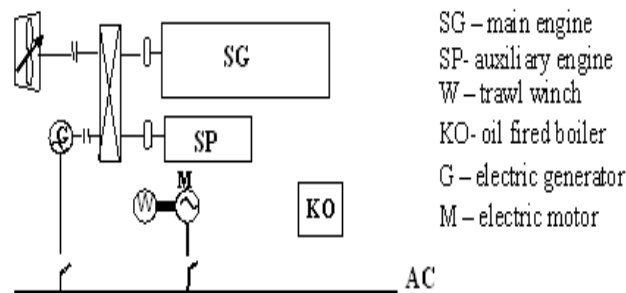 SG
SG – main engine
SP- auxiliary engine
W – trawl winch
KO- oil fired boiler
G – electric generator
M – electric motor
G
SP
M
W
KO
AC